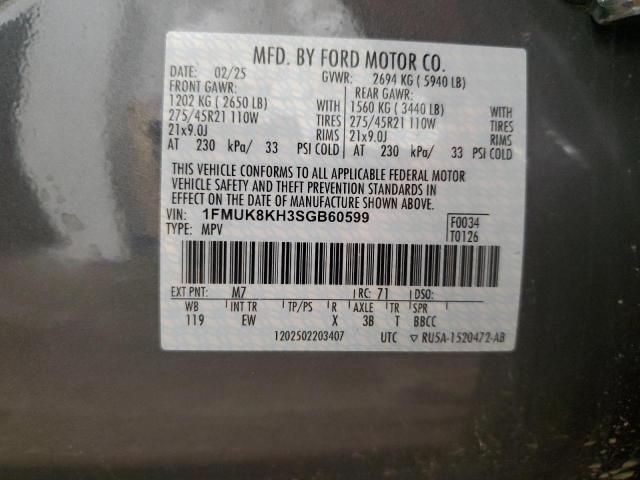 MFD. BY FORD MOTOR CO.
DATE: 02/25 GVWR: 2694 KG ( 5940 LB)
FRONT GAWR: REAR GAWR:
1202 KG ( 2650 LB) WITH 1560 KG ( 3440 LB) WITH
275/45R21 110W TIRES 275/45R21 110W TIRES
21x9.0J RIMS 21x9.0J RIMS
AT 230 kPa/ 33 PSI COLD AT 230 kPa/ 33 PSI COLD
THIS VEHICLE CONFORMS TO ALL APPLICABLE FEDERAL MOTOR
VEHICLE SAFETY AND THEFT PREVENTION STANDARDS IN
EFFECT ON THE DATE OF MANUFACTURE SHOWN ABOVE.
VIN: 1FMUK8KH3SGB60599 F0034
TYPE: MPV T0126
EXT PNT: M7 RC: 71 DSO:
WB INT TR TP/PS R AXLE TR SPR
119 EW X 3B T BBCC
1202502203407 UTC ▽ RU5A-1520472-AB